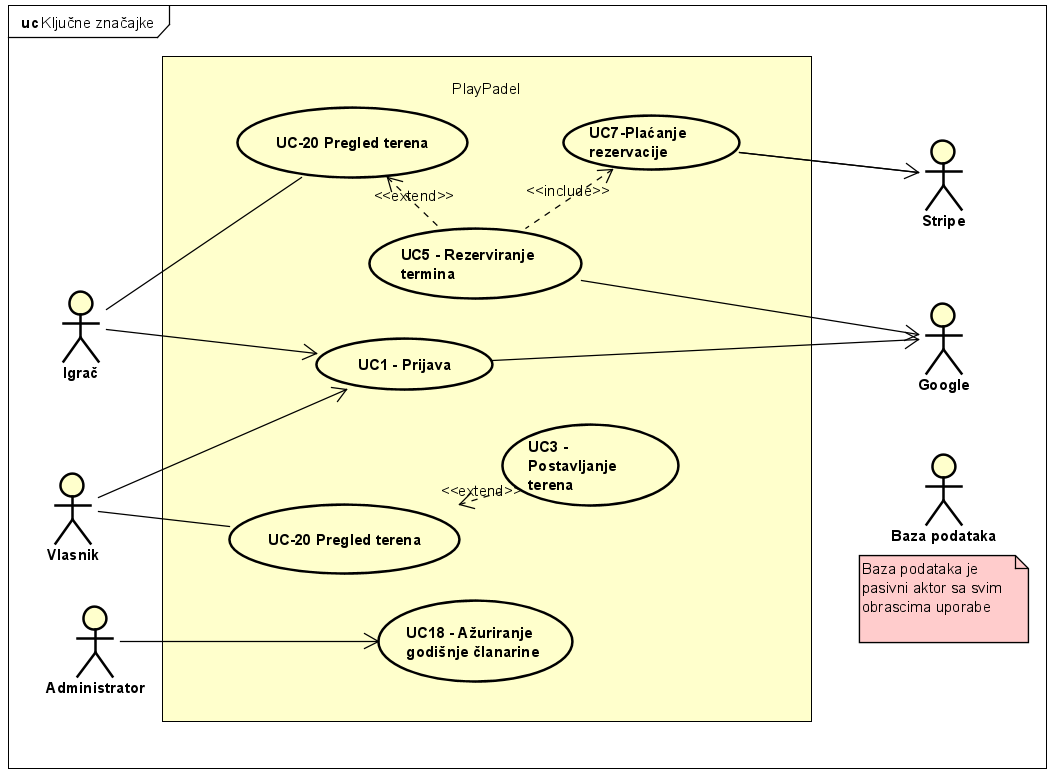 uc Ključne značajke
PlayPadel
UC-20 Pregled terena
UC7-Plaćanje
rezervacije
<<extend>>
<<include>>
Stripe
UC5 - Rezerviranje
termina
Igrač
UC1 - Prijava
Google
UC3 -
Postavljanje
terena
<<extend>>
Vlasnik
UC-20 Pregled terena
Baza podataka
Baza podataka je
pasivni aktor sa svim
obrascima uporabe
UC18 - Ažuriranje
godišnje članarine
Administrator